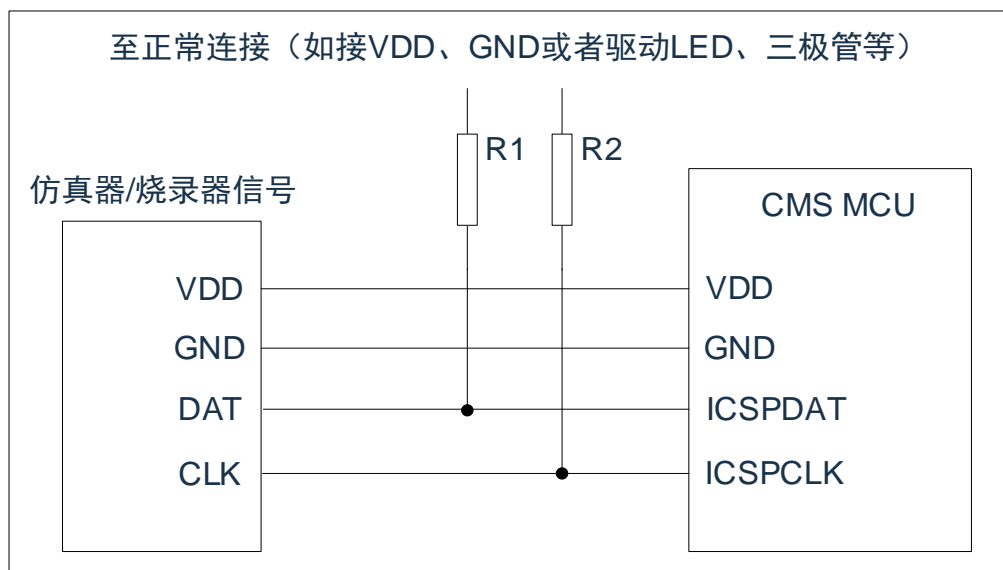 至正常连接（如接VDD、GND或者驱动LED、三极管等）
R1
R2
仿真器/烧录器信号
CMS MCU
VDD
VDD
GND
GND
DAT
ICSPDAT
CLK
ICSPCLK